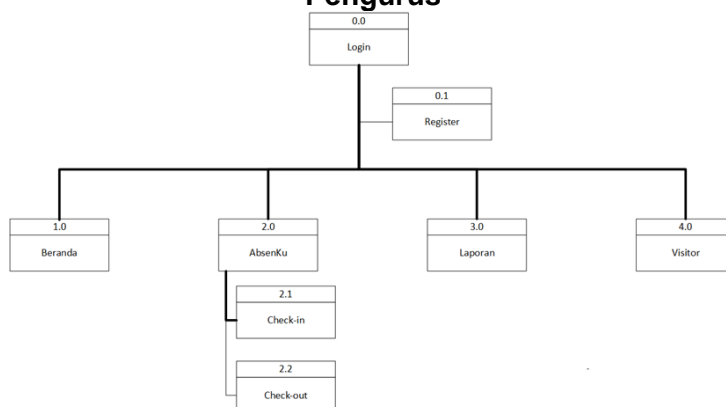 Pengurus
0.0
Login
0.1
Register
1.0
Beranda
2.0
AbsenKu
3.0
Laporan
4.0
Visitor
2.1
Check-in
2.2
Check-out